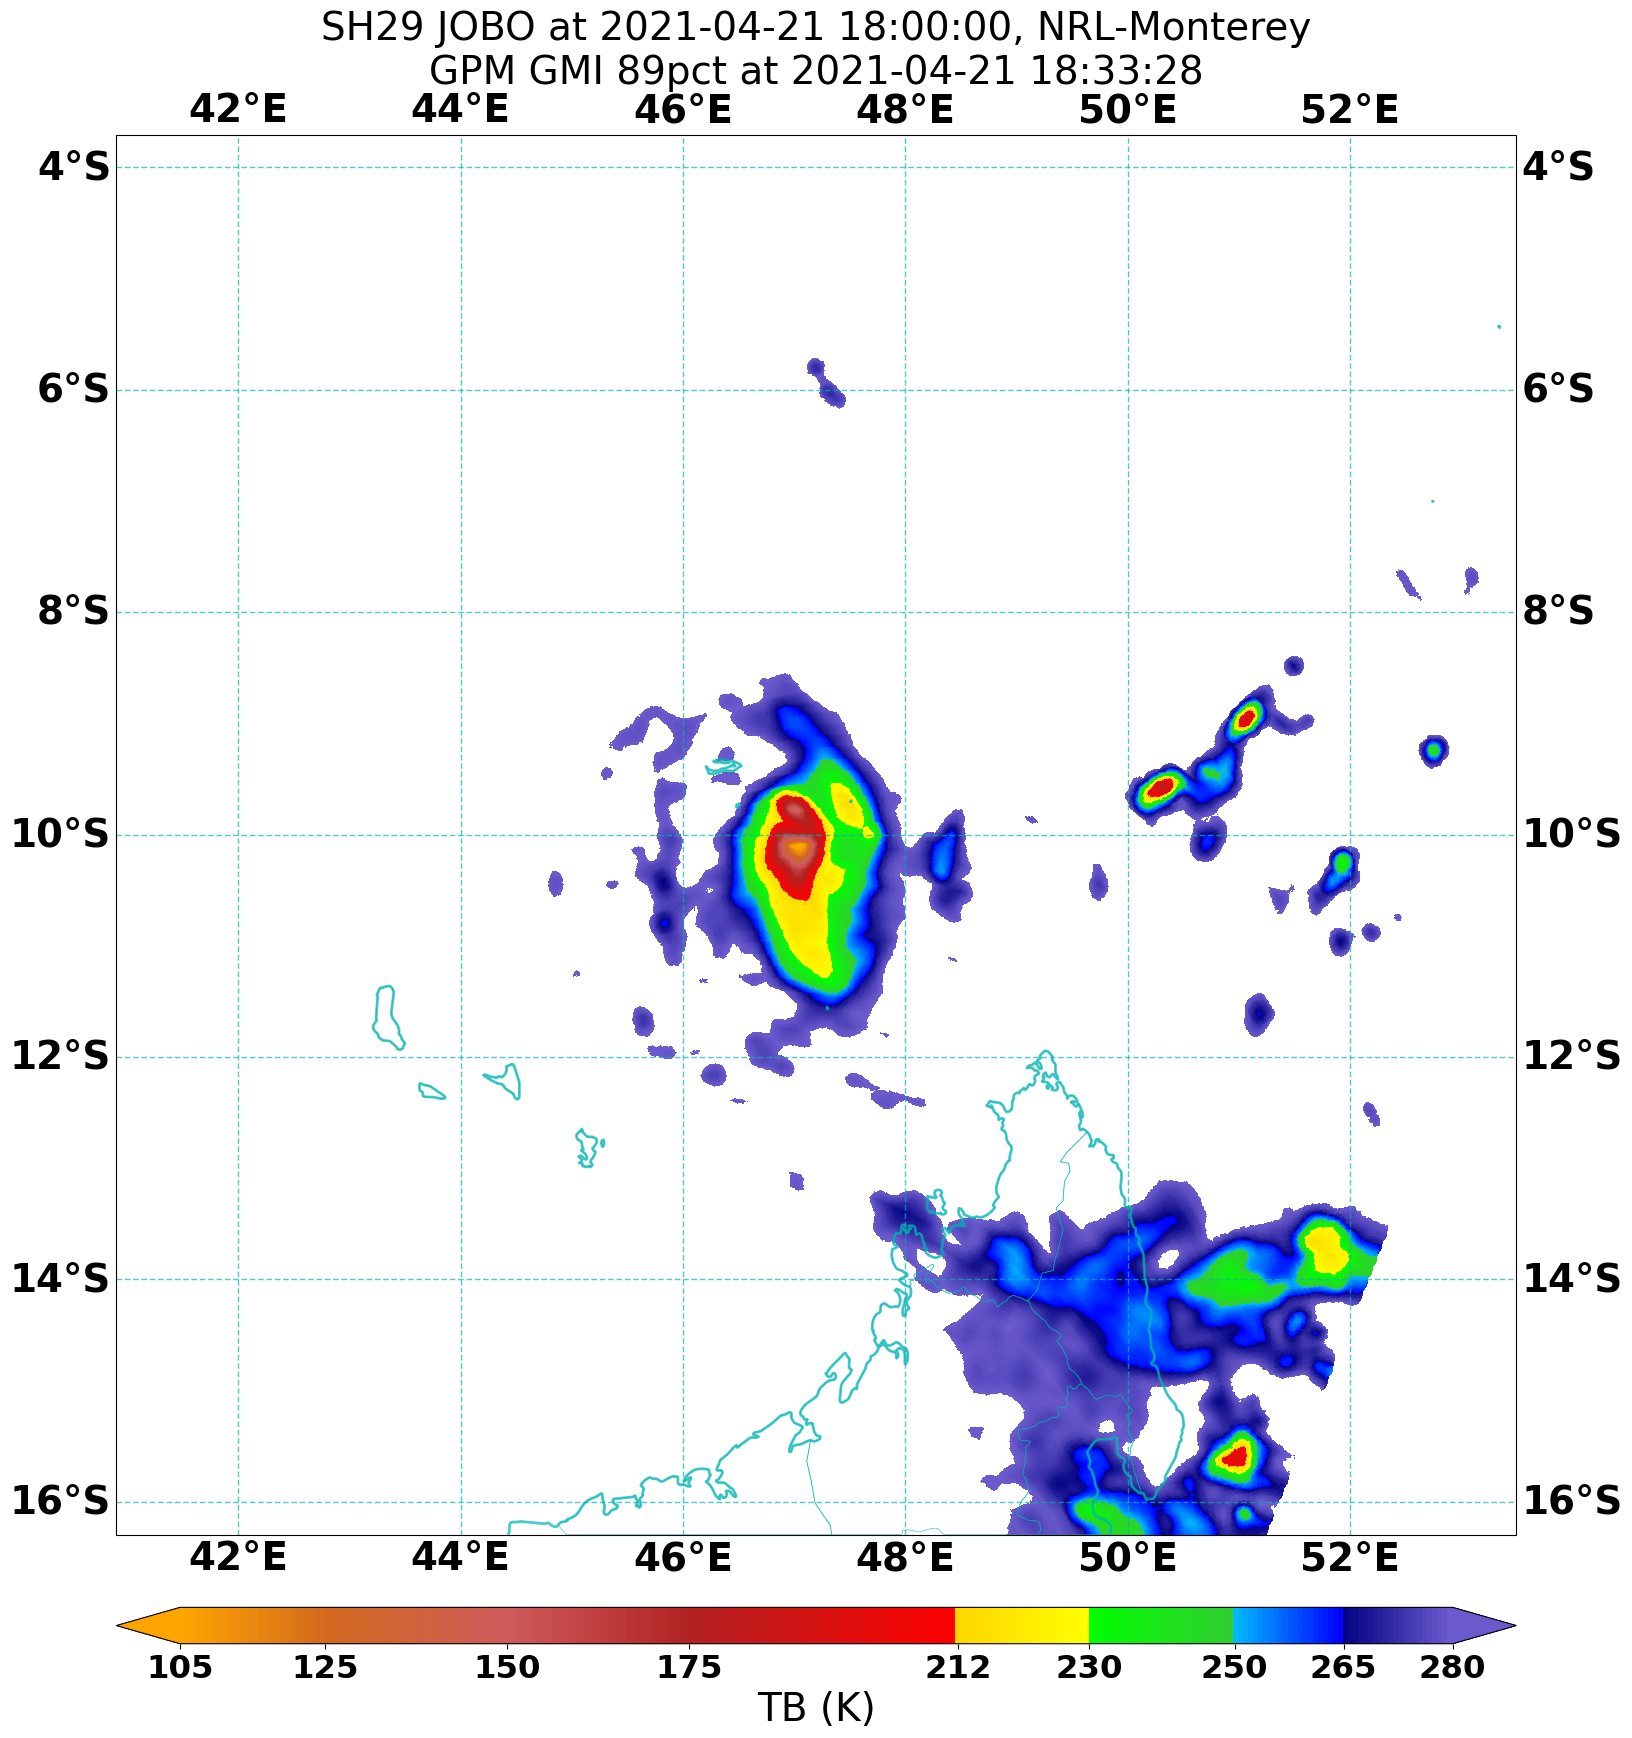 SH29 JOBO at 2021-04-21 18:00:00, NRL-Monterey
GPM GMI 89pct at 2021-04-21 18:33:28
42°E 44°E 46°E 48°E 50°E 52°E
4°S 4°S
6°S 6°S
8°S 8°S
10°S 10°S
12°S 12°S
14°S 14°S
16°S 16°S
42°E 44°E 46°E 48°E 50°E 52°E
105 125 150 175 212 230 250 265 280
TB (K)